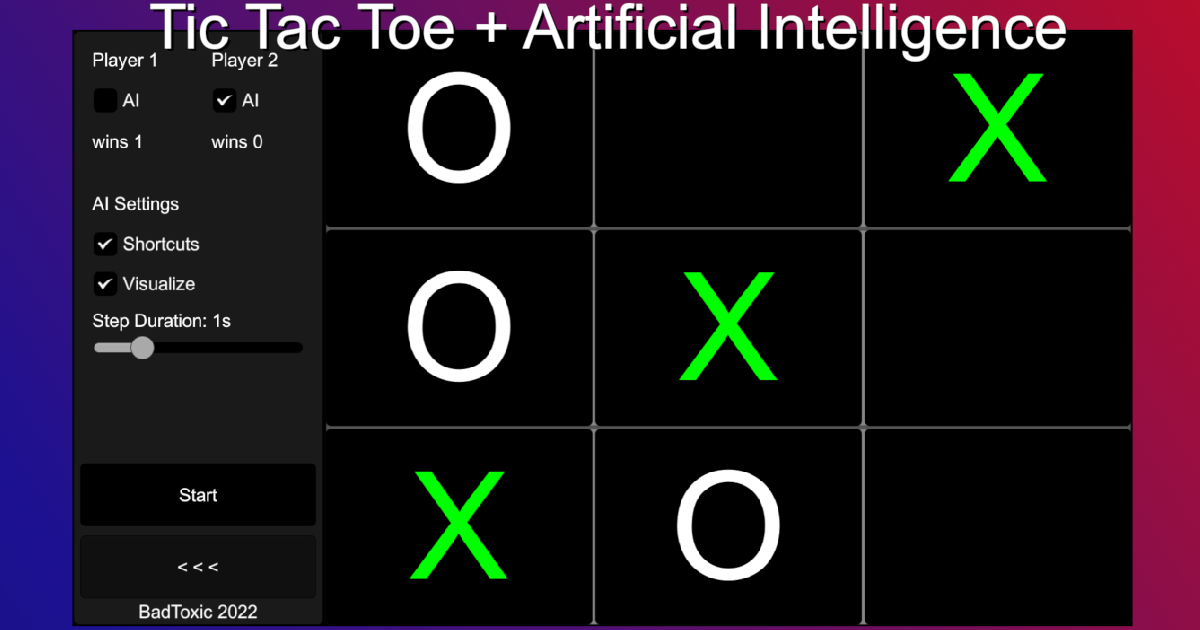 Tic Tac Toe + Artificial Intelligence
Player 1 Player 2
AI AI
wins 1 wins 0
AI Settings
Shortcuts
Visualize
Step Duration: 1s
Start
< < <
BadToxic 2022
O X
O X
X O